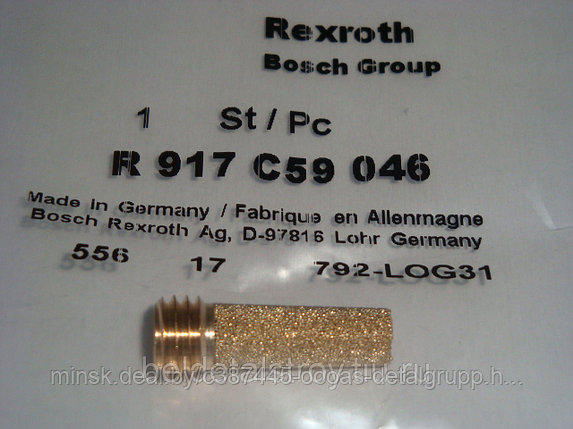 Rexroth
Bosch Group
1 St / Pc
R 917 C59 046
Made in Germany / Fabrique en Allenmagne
Bosch Rexroth Ag, D-97816 Lohr Germany
556 17 792-LOG31